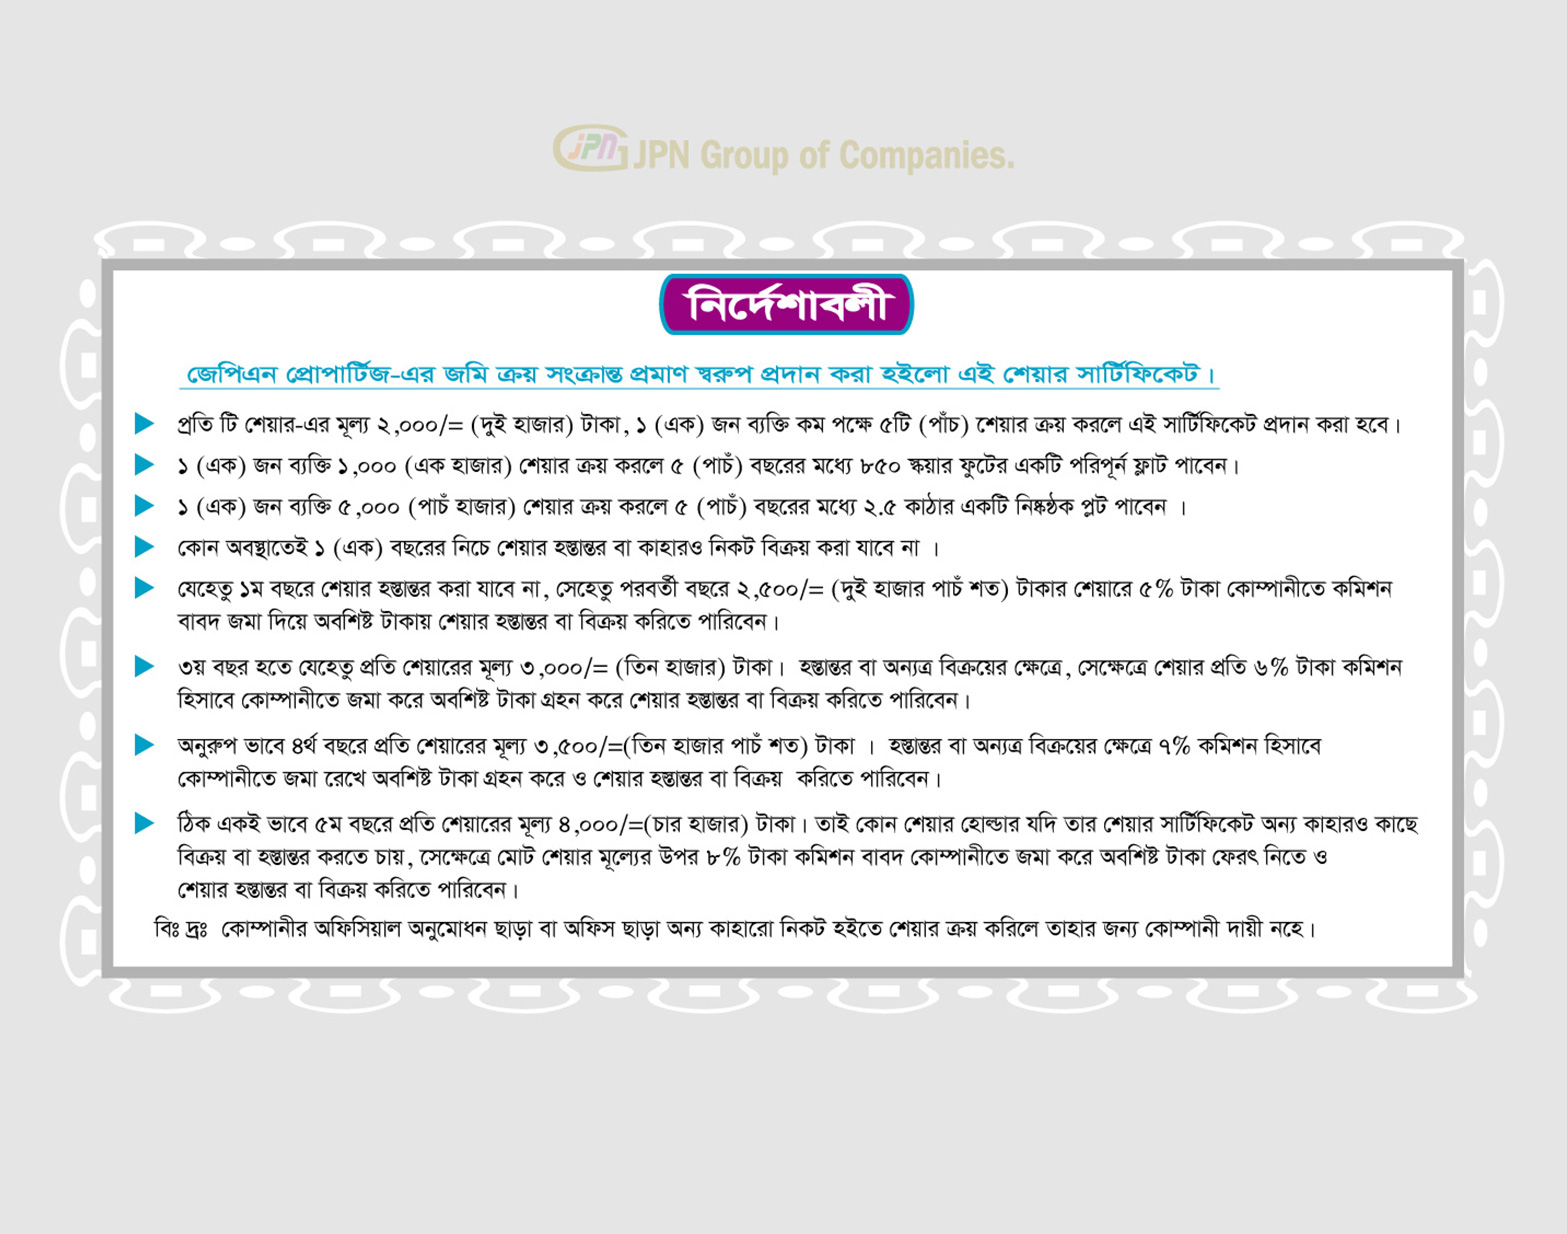 JPN JPN Group of Companies.
নির্দেশাবলী
জেপিএন প্রোপার্টিজ-এর জমি ক্রয় সংক্রান্ত প্রমাণ স্বরুপ প্রদান করা হইলো এই শেয়ার সার্টিফিকেট।
প্রতি টি শেয়ার-এর মূল্য ২,০০০/= (দুই হাজার) টাকা, ১ (এক) জন ব্যক্তি কম পক্ষে ৫টি (পাঁচ) শেয়ার ক্রয় করলে এই সার্টিফিকেট প্রদান করা হবে।
১ (এক) জন ব্যক্তি ১,০০০ (এক হাজার) শেয়ার ক্রয় করলে ৫ (পাচঁ) বছরের মধ্যে ৮৫০ স্কয়ার ফুটের একটি পরিপূর্ন ফ্লাট পাবেন।
১ (এক) জন ব্যক্তি ৫,০০০ (পাচঁ হাজার) শেয়ার ক্রয় করলে ৫ (পাচঁ) বছরের মধ্যে ২.৫ কাঠার একটি নিষ্কন্ঠক প্লট পাবেন ।
কোন অবস্থাতেই ১ (এক) বছরের নিচে শেয়ার হস্তান্তর বা কাহারও নিকট বিক্রয় করা যাবে না ।
যেহেতু ১ম বছরে শেয়ার হস্তান্তর করা যাবে না, সেহেতু পরবর্তী বছরে ২,৫০০/= (দুই হাজার পাচঁ শত) টাকার শেয়ারে ৫% টাকা কোম্পানীতে কমিশন
বাবদ জমা দিয়ে অবশিষ্ট টাকায় শেয়ার হস্তান্তর বা বিক্রয় করিতে পারিবেন।
৩য় বছর হতে যেহেতু প্রতি শেয়ারের মূল্য ৩,০০০/= (তিন হাজার) টাকা। হস্তান্তর বা অন্যত্র বিক্রয়ের ক্ষেত্রে, সেক্ষেত্রে শেয়ার প্রতি ৬% টাকা কমিশন
হিসাবে কোম্পানীতে জমা করে অবশিষ্ট টাকা গ্রহন করে শেয়ার হস্তান্তর বা বিক্রয় করিতে পারিবেন।
অনুরুপ ভাবে ৪র্থ বছরে প্রতি শেয়ারের মূল্য ৩,৫০০/=(তিন হাজার পাচঁ শত) টাকা । হস্তান্তর বা অন্যত্র বিক্রয়ের ক্ষেত্রে ৭% কমিশন হিসাবে
কোম্পানীতে জমা রেখে অবশিষ্ট টাকা গ্রহন করে ও শেয়ার হস্তান্তর বা বিক্রয় করিতে পারিবেন।
ঠিক একই ভাবে ৫ম বছরে প্রতি শেয়ারের মূল্য ৪,০০০/=(চার হাজার) টাকা। তাই কোন শেয়ার হোল্ডার যদি তার শেয়ার সার্টিফিকেট অন্য কাহারও কাছে
বিক্রয় বা হস্তান্তর করতে চায়, সেক্ষেত্রে মোট শেয়ার মূল্যের উপর ৮% টাকা কমিশন বাবদ কোম্পানীতে জমা করে অবশিষ্ট টাকা ফেরৎ নিতে ও
শেয়ার হস্তান্তর বা বিক্রয় করিতে পারিবেন।
বিঃ দ্রঃ কোম্পানীর অফিসিয়াল অনুমোধন ছাড়া বা অফিস ছাড়া অন্য কাহারো নিকট হইতে শেয়ার ক্রয় করিলে তাহার জন্য কোম্পানী দায়ী নহে।